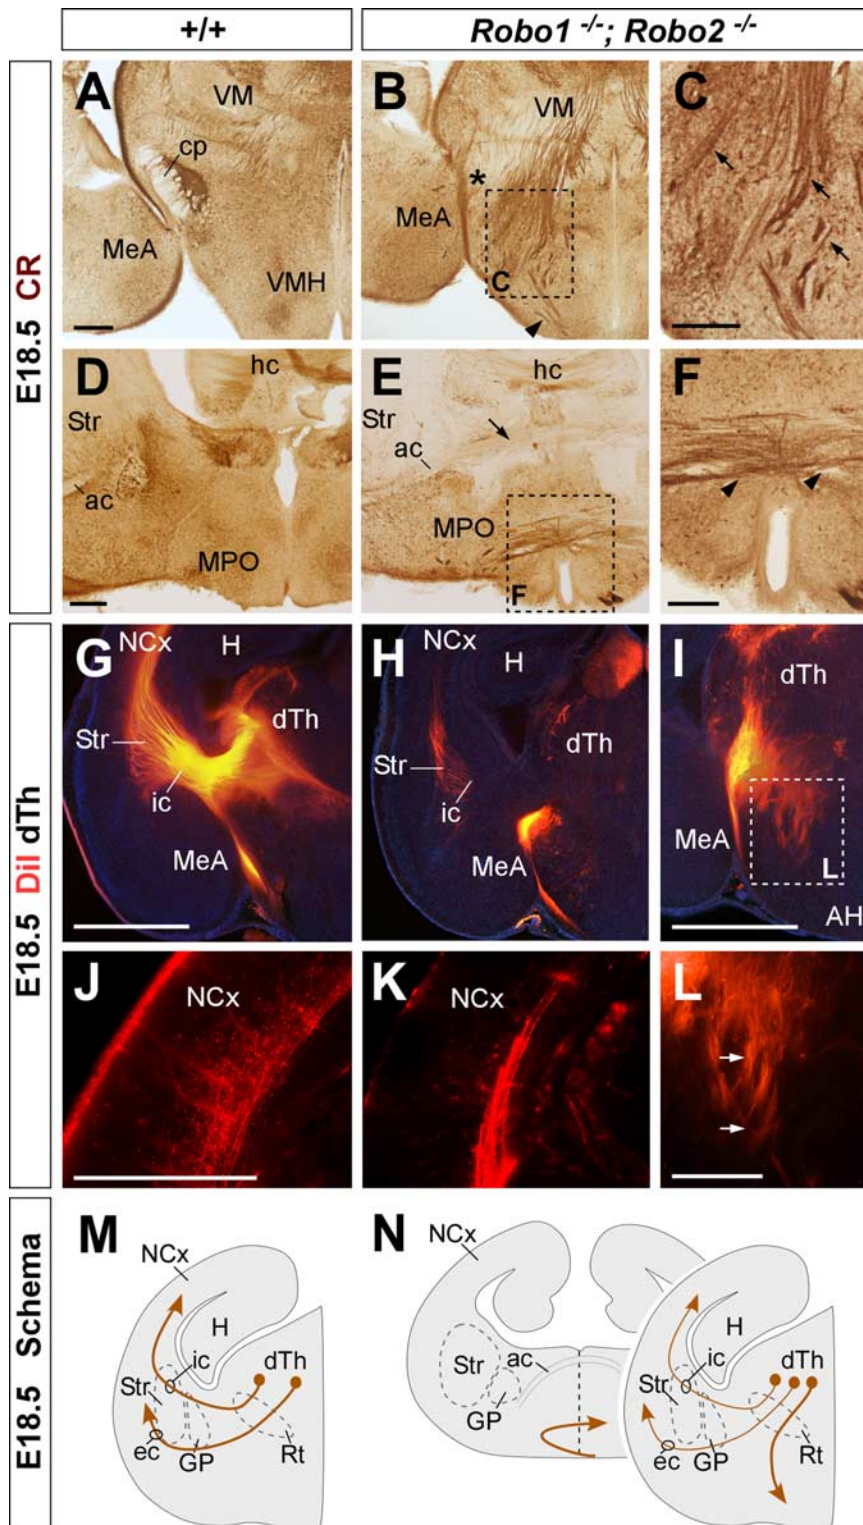 +/+
Robo1 -/-; Robo2 -/-
E18.5 CR
A
VM
cp
MeA
VMH
B
VM
*
MeA
C
C
D
hc
Str
ac
MPO
E
hc
Str
ac
MPO
F
F
E18.5 DiI dTh
G
NCx
H
dTh
Str
ic
MeA
H
NCx
H
dTh
Str
ic
MeA
I
dTh
MeA
L
AH
J
NCx
K
NCx
L
E18.5 Schema
M
NCx
H
ic
dTh
Str
ec
GP
Rt
N
NCx
Str
ac
GP
H
ic
dTh
Str
ec
GP
Rt